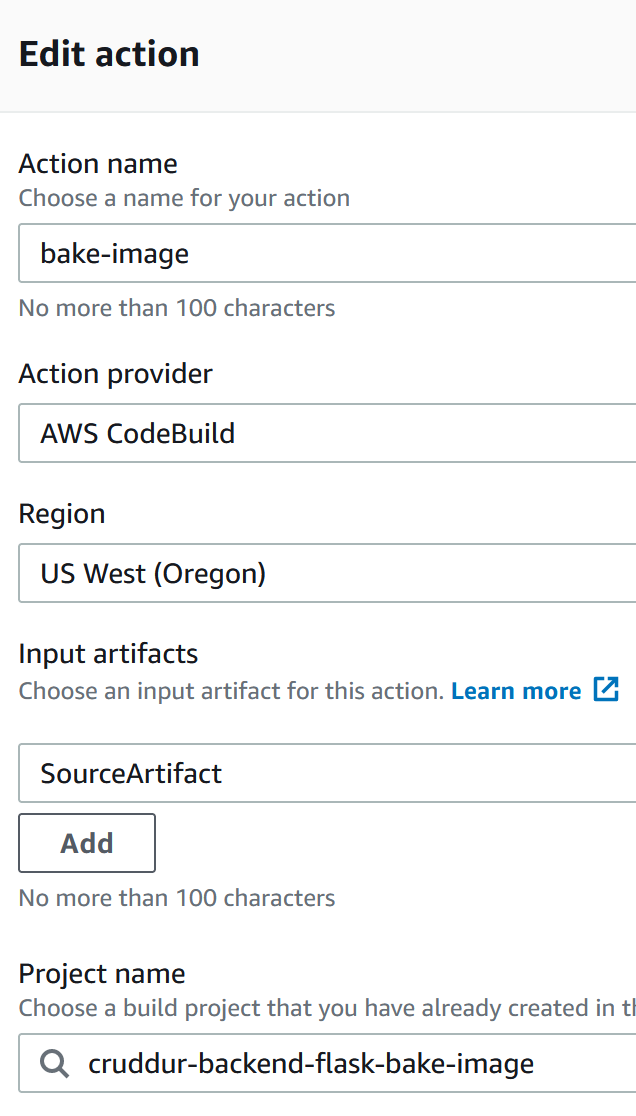 Edit action
Action name
Choose a name for your action
bake-image
No more than 100 characters
Action provider
AWS CodeBuild
Region
US West (Oregon)
Input artifacts
Choose an input artifact for this action. Learn more
SourceArtifact
Add
No more than 100 characters
Project name
Choose a build project that you have already created in
cruddur-backend-flask-bake-image